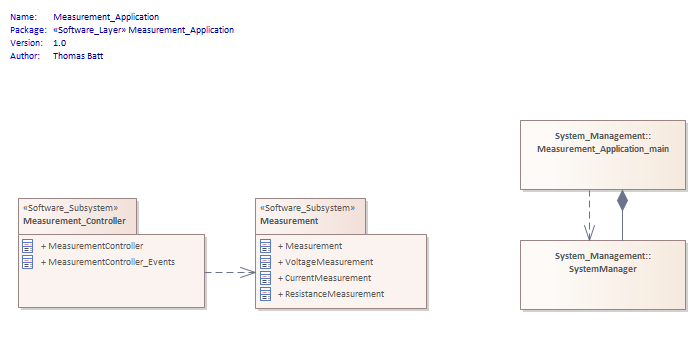 Name: Measurement_Application
Package: «Software_Layer» Measurement_Application
Version: 1.0
Author: Thomas Batt
System_Management::
Measurement_Application_main
«Software_Subsystem»
Measurement_Controller
+ MeasurementController
+ MeasurementController_Events
«Software_Subsystem»
Measurement
+ Measurement
+ VoltageMeasurement
+ CurrentMeasurement
+ ResistanceMeasurement
System_Management::
SystemManager